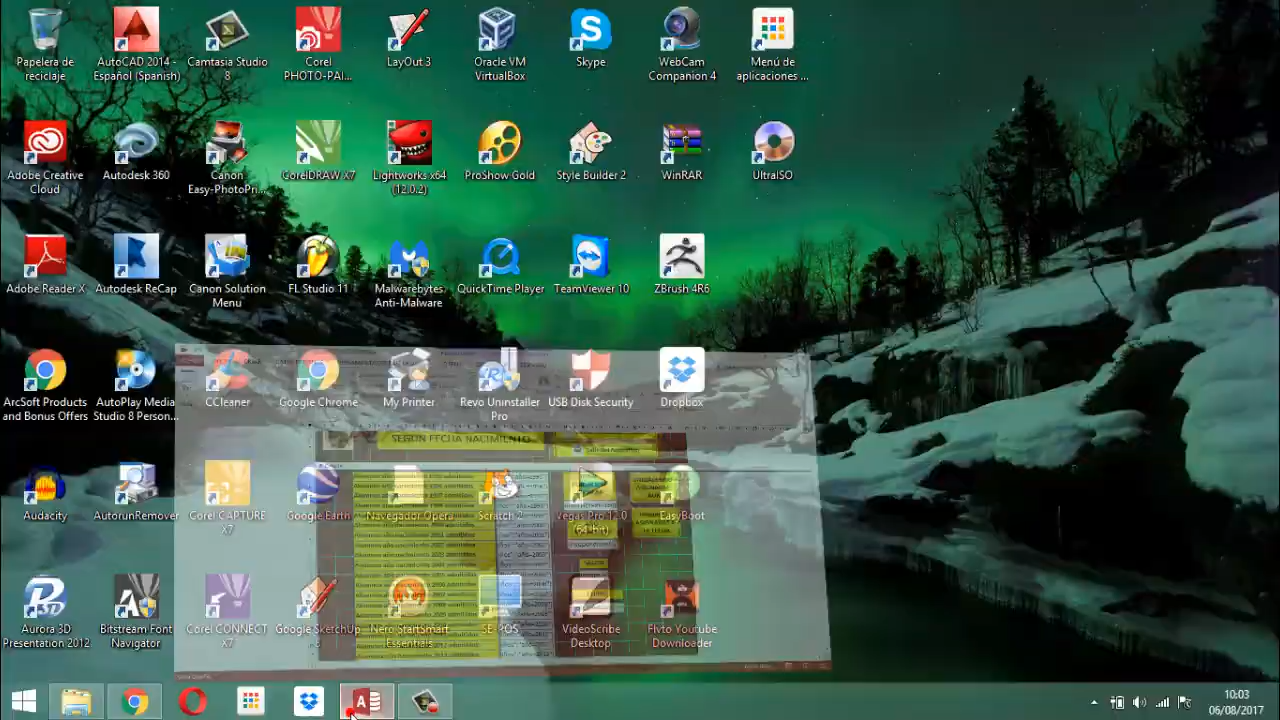 Papelera de
reciclaje
AutoCAD 2014 -
Español (Spanish)
Camtasia Studio
8
Corel
PHOTO-PAI...
LayOut 3
Oracle VM
VirtualBox
Skype
WebCam
Companion 4
Menú de
aplicaciones ...
Adobe Creative
Cloud
Autodesk 360
Canon
Easy-PhotoPri...
CorelDRAW X7
Lightworks x64
(12.0.2)
ProShow Gold
Style Builder 2
WinRAR
UltraISO
Adobe Reader X
Autodesk ReCap
Canon Solution
Menu
FL Studio 11
Malwarebytes
Anti-Malware
QuickTime Player
TeamViewer 10
ZBrush 4R6
ArcSoft Products
and Bonus Offers
AutoPlay Media
Studio 8 Person...
CCleaner
Google Chrome
My Printer
Revo Uninstaller
Pro
USB Disk Security
Dropbox
SEGUN FECHA NACIMIENTO
Audacity
AutorunRemover
Corel CAPTURE
X7
Google Earth
Navegador Opera
Scratch 2
Vegas Pro 12.0
(64-bit)
EasyBoot
Aurora 3D
Presentation 2012
Bitstream Font
Navigator
Corel CONNECT
X7
Google SketchUp
8
Nero StartSmart
Essentials
SE-POS
VideoScribe
Desktop
Flvto Youtube
Downloader
10:03
06/08/2017